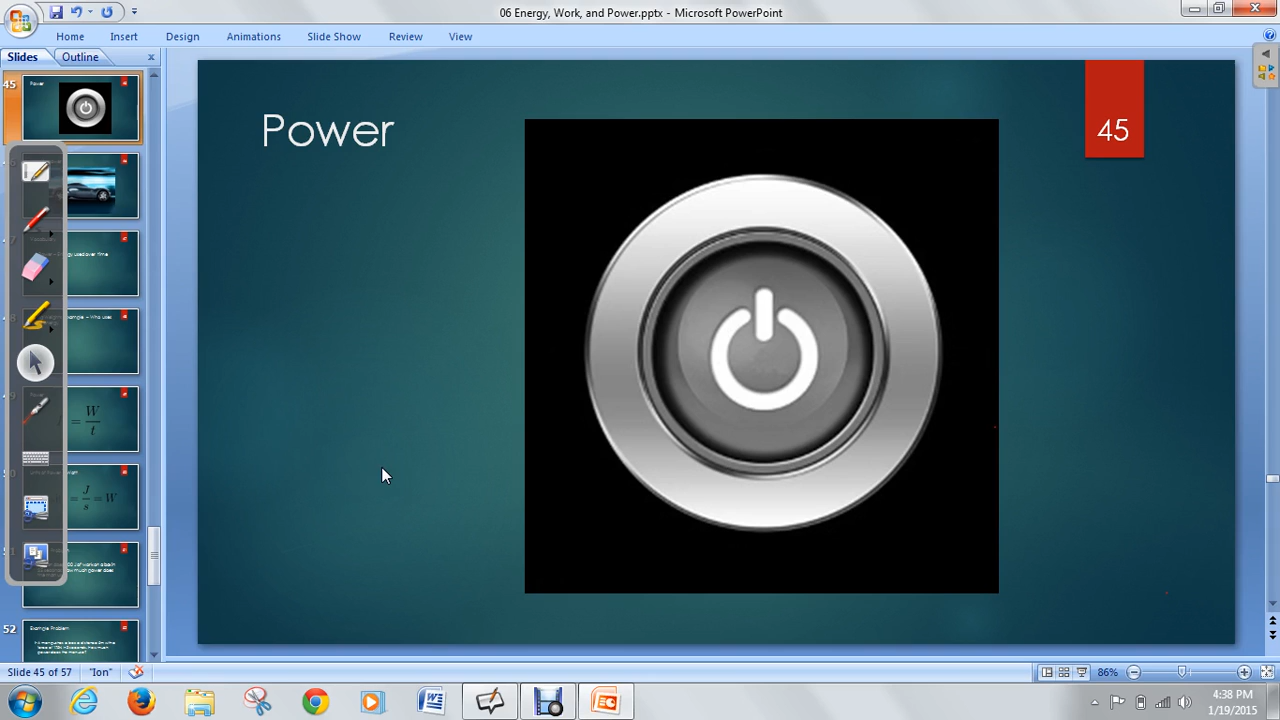 06 Energy, Work, and Power.pptx - Microsoft PowerPoint
Home Insert Design Animations Slide Show Review View
Slides Outline x
45
Power
Power
45
W
t
J
s
= W
52
Example Problem
Slide 45 of 57 "Ion" 86%
4:38 PM
1/19/2015